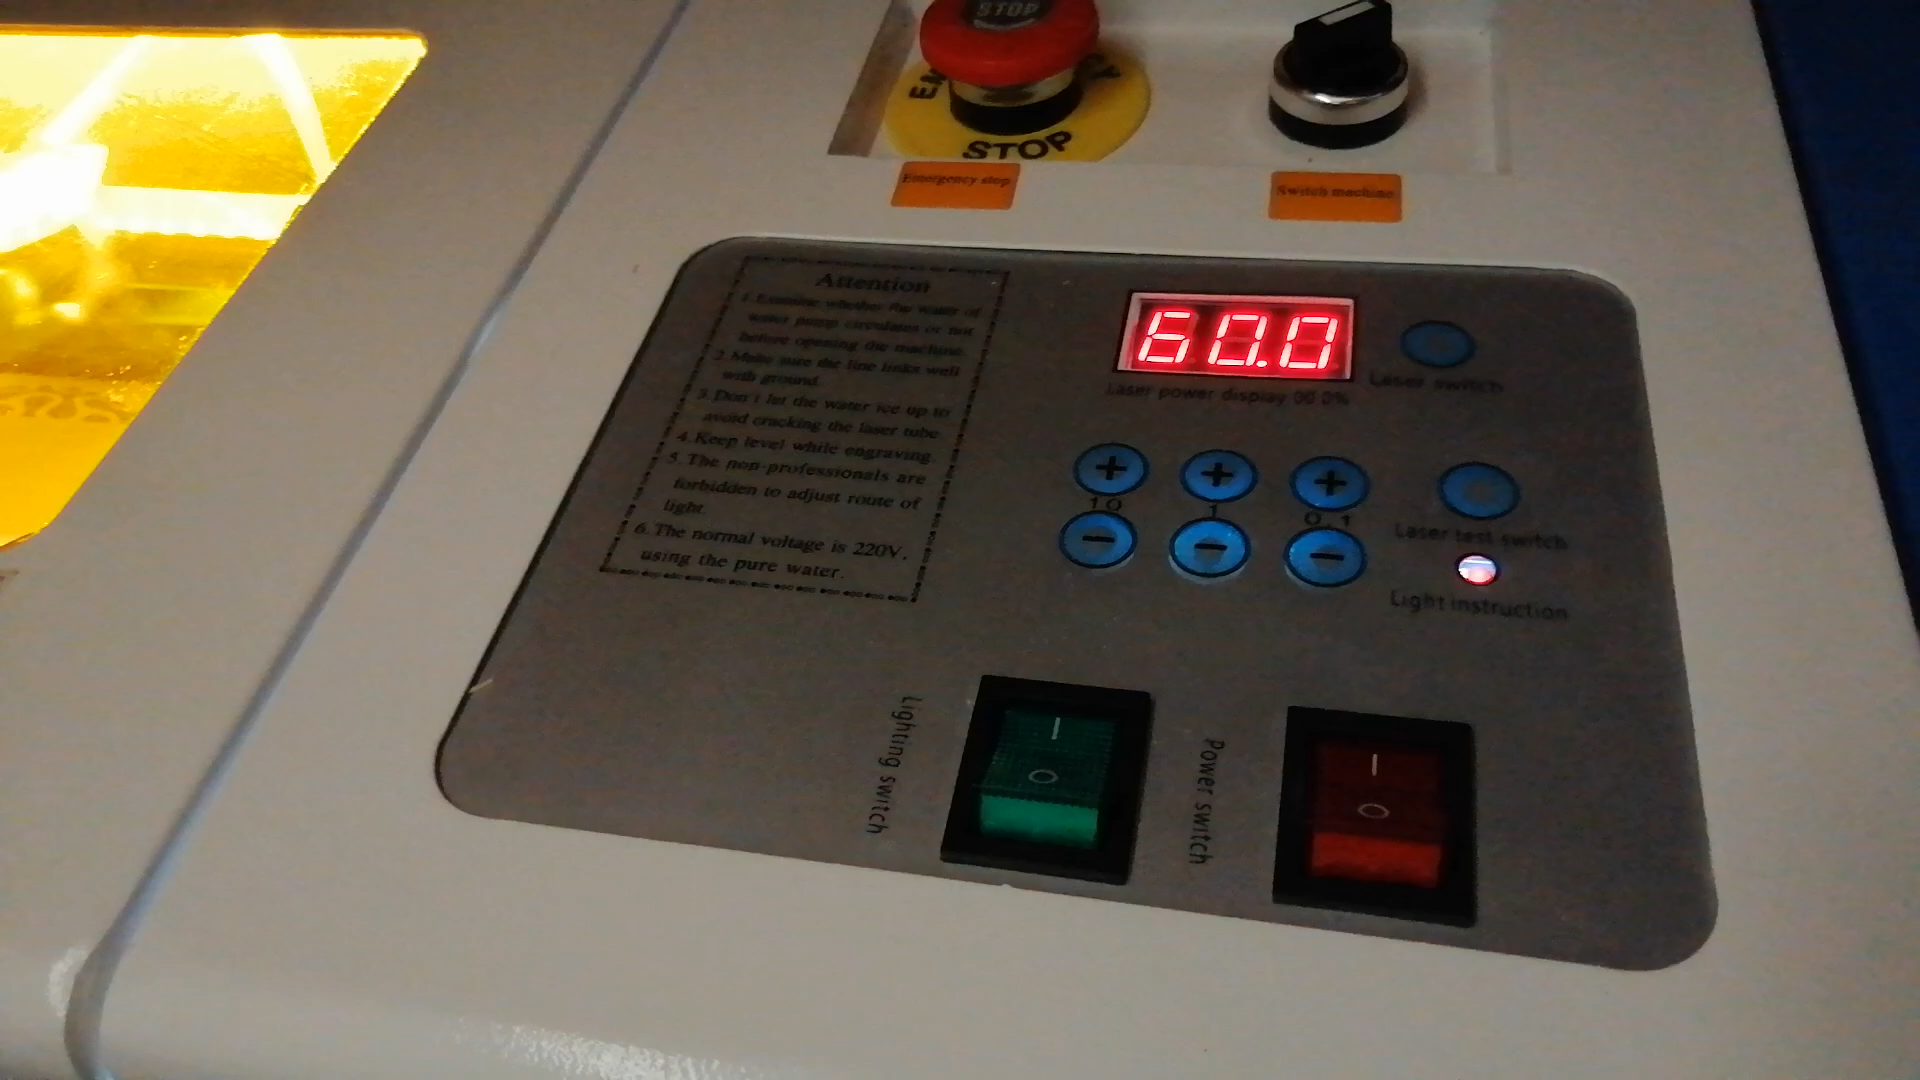 STOP
STOP
Emergency stop
Switch machine
Attention
1.Examine whether the water of
water pump circulates or not
before opening the machine.
2.Make sure the line links well
with ground.
3.Don't let the water ice up to
avoid cracking the laser tube.
4.Keep level while engraving.
5.The non-professionals are
forbidden to adjust route of
light.
6.The normal voltage is 220V,
using the pure water.
60.0
Laser power display 00.0%
Laser switch
+ + +
10 1 0.1
- - -
Laser test switch
Light instruction
Lighting switch
Power switch